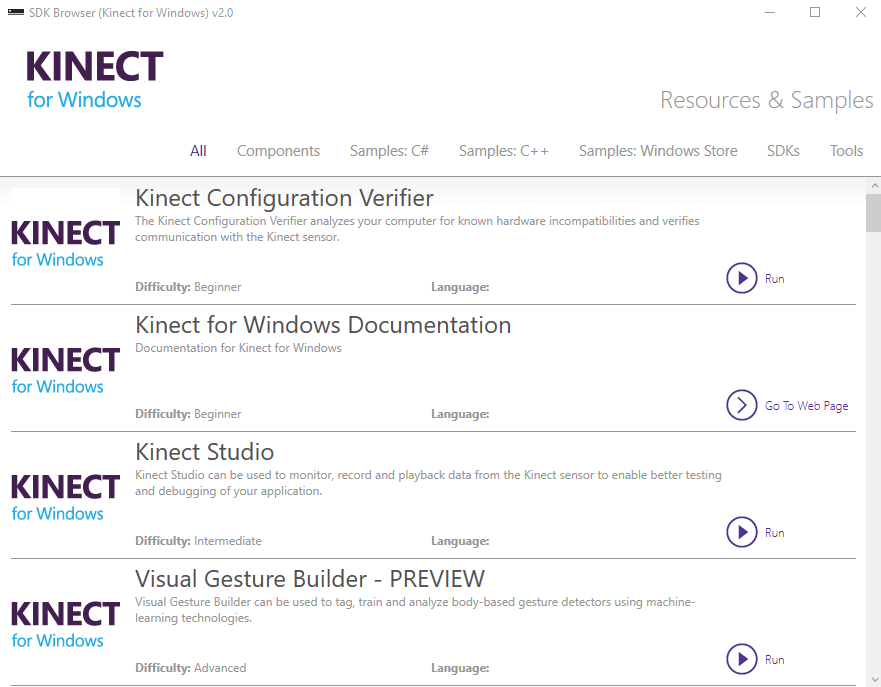 SDK Browser (Kinect for Windows) v2.0
KINECT
for Windows
Resources & Samples
All Components Samples: C# Samples: C++ Samples: Windows Store SDKs Tools
KINECT
for Windows
Kinect Configuration Verifier
The Kinect Configuration Verifier analyzes your computer for known hardware incompatibilities and verifies
communication with the Kinect sensor.
Difficulty: Beginner Language:
Run
KINECT
for Windows
Kinect for Windows Documentation
Documentation for Kinect for Windows
Difficulty: Beginner Language:
Go To Web Page
KINECT
for Windows
Kinect Studio
Kinect Studio can be used to monitor, record and playback data from the Kinect sensor to enable better testing
and debugging of your application.
Difficulty: Intermediate Language:
Run
KINECT
for Windows
Visual Gesture Builder - PREVIEW
Visual Gesture Builder can be used to tag, train and analyze body-based gesture detectors using machine-
learning technologies.
Difficulty: Advanced Language:
Run